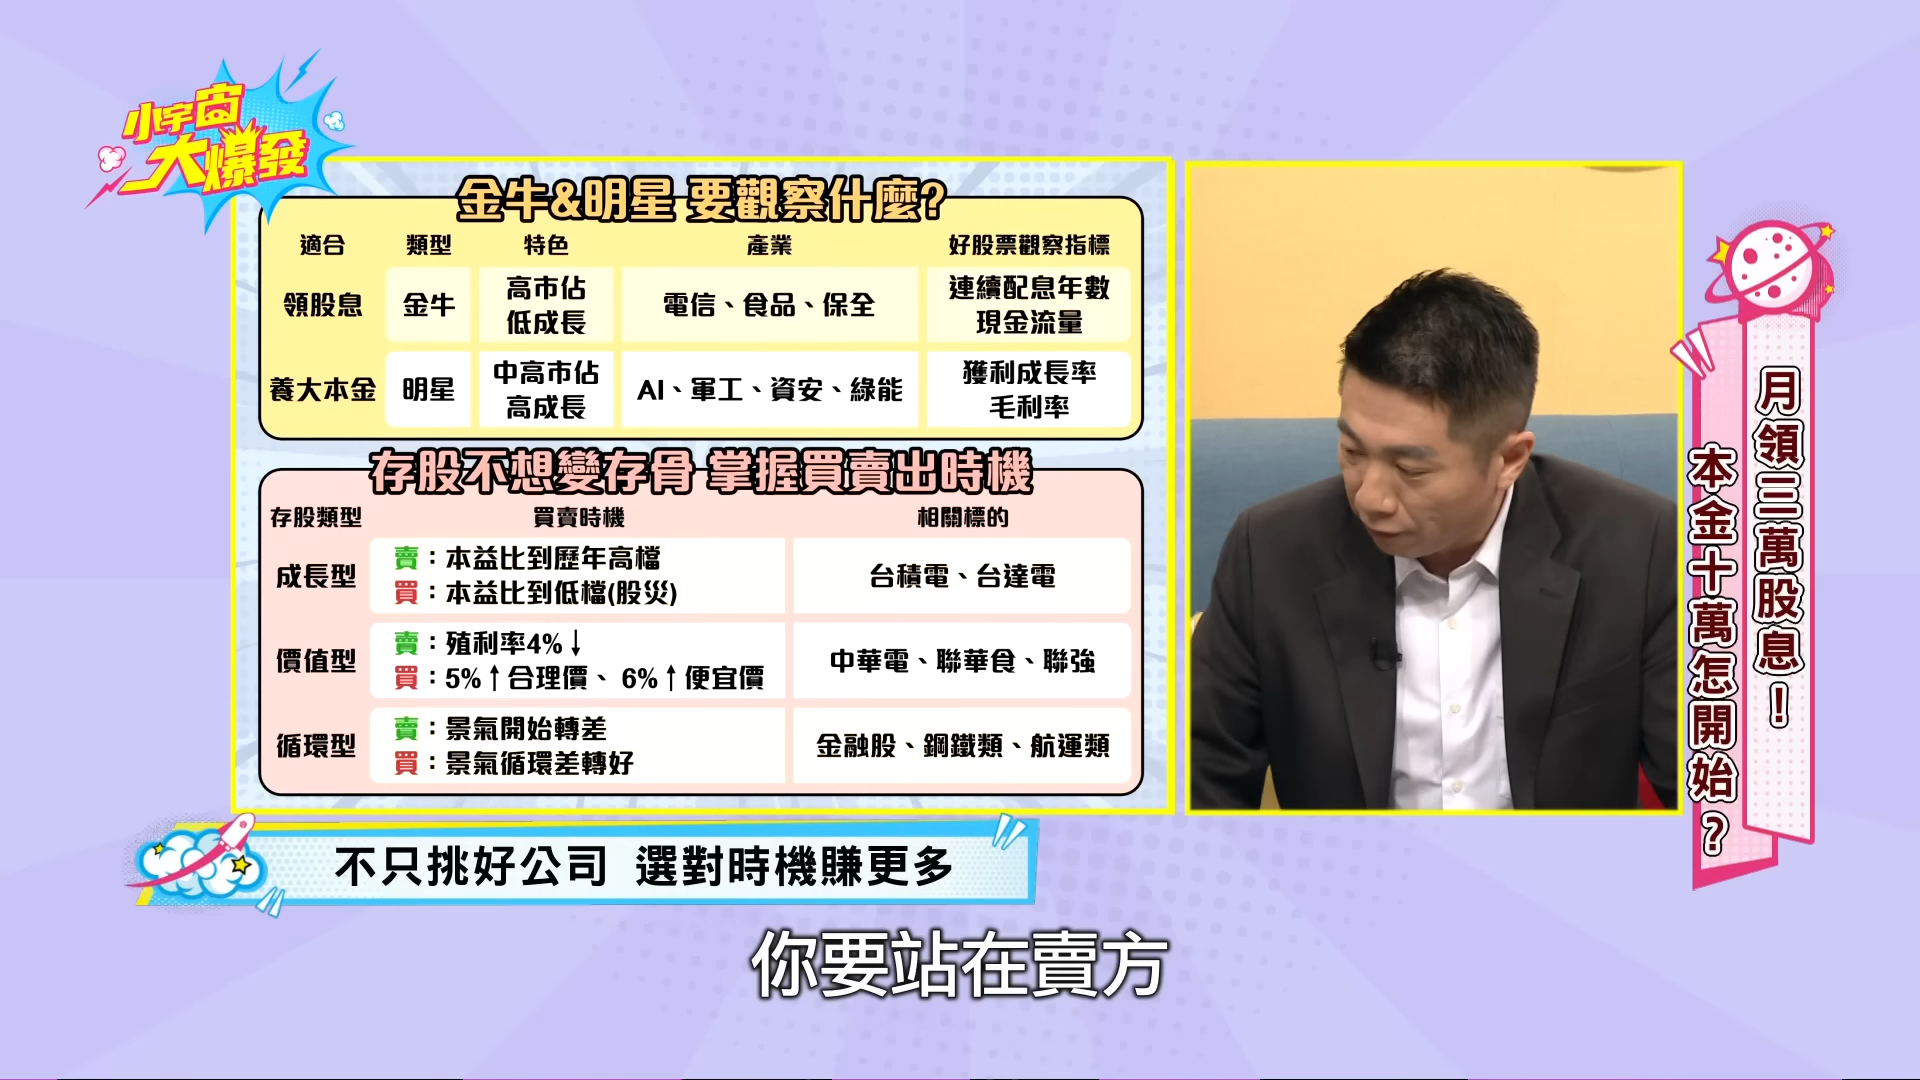 小宇宙
大爆發
金牛&明星 要觀察什麼?
適合 類型 特色 產業 好股票觀察指標
領股息 金牛 高市佔 低成長 電信、食品、保全 連續配息年數 現金流量
養大本金 明星 中高市佔 高成長 AI、軍工、資安、綠能 獲利成長率 毛利率
存股不想變存骨 掌握買賣出時機
存股類型 買賣時機 相關標的
成長型 賣：本益比到歷年高檔 買：本益比到低檔(股災) 台積電、台達電
價值型 賣：殖利率4%↓ 買：5%↑合理價、6%↑便宜價 中華電、聯華食、聯強
循環型 賣：景氣開始轉差 買：景氣循環差轉好 金融股、鋼鐵類、航運類
月領三萬股息！
本金十萬怎開始？
不只挑好公司 選對時機賺更多
你要站在賣方